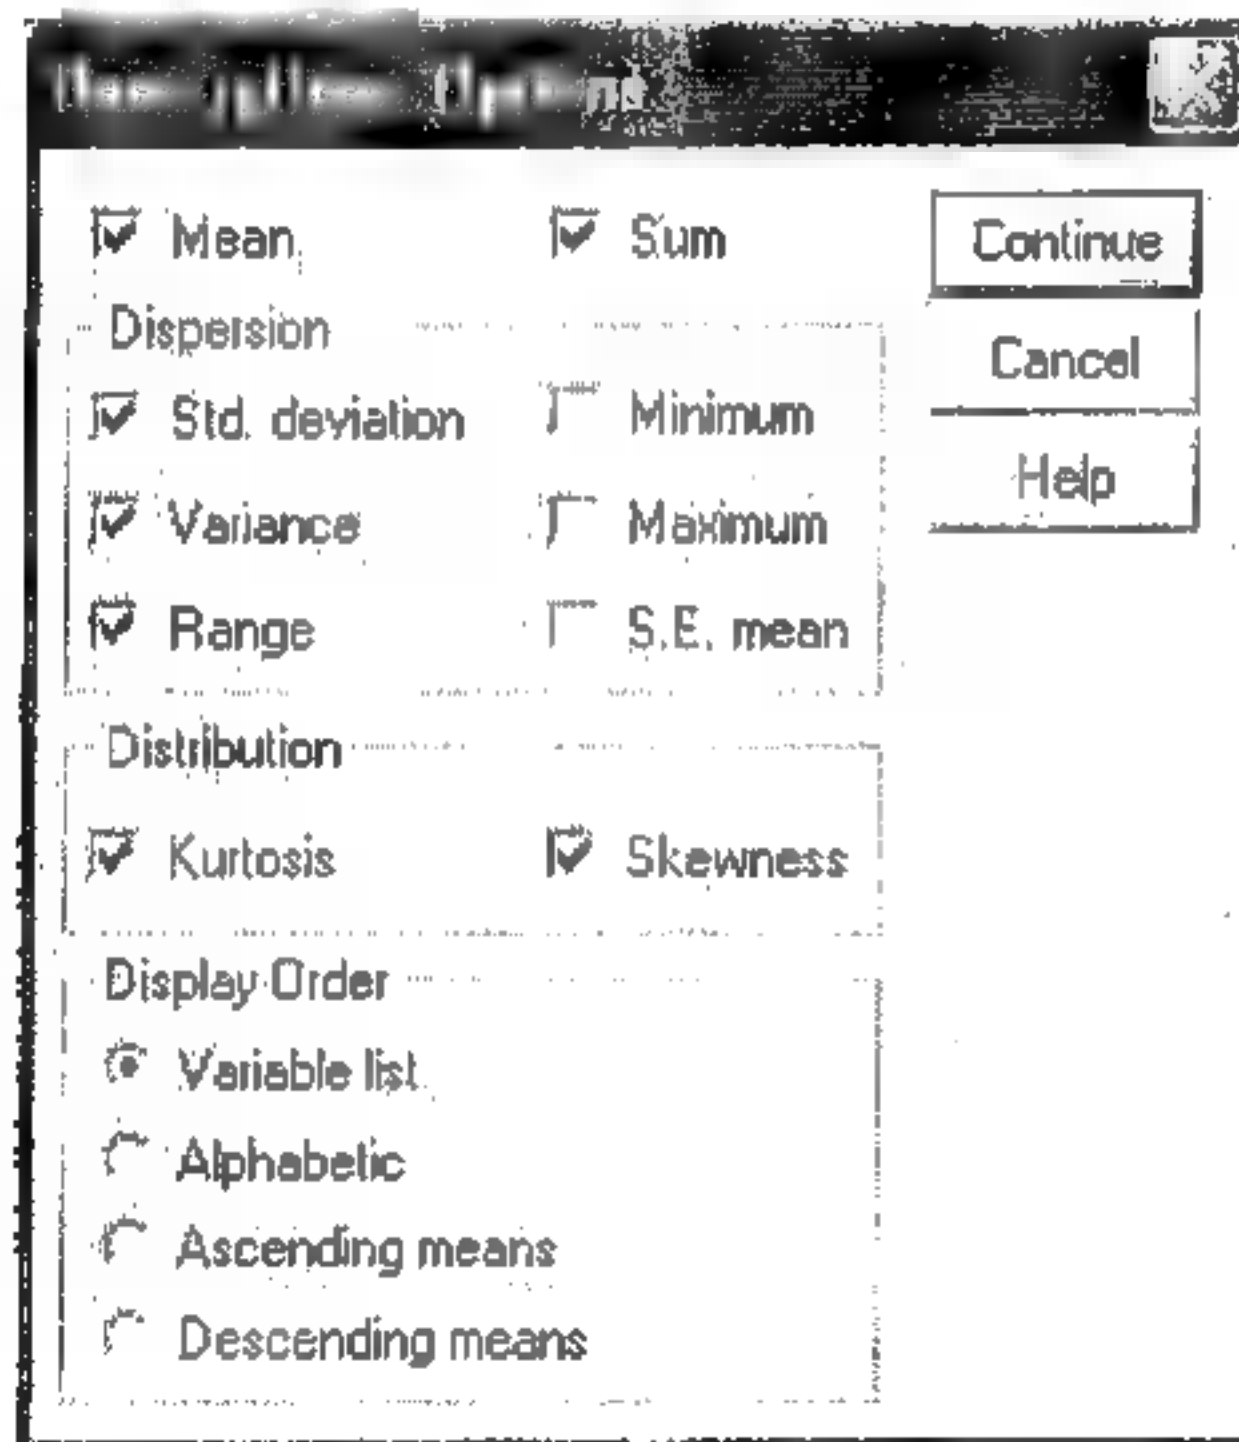 Mean Sum Continue
Dispersion
Cancel
Std. deviation Minimum
Help
Variance Maximum
Range S.E. mean
Distribution
Kurtosis Skewness
Display Order
Variable list
Alphabetic
Ascending means
Descending means